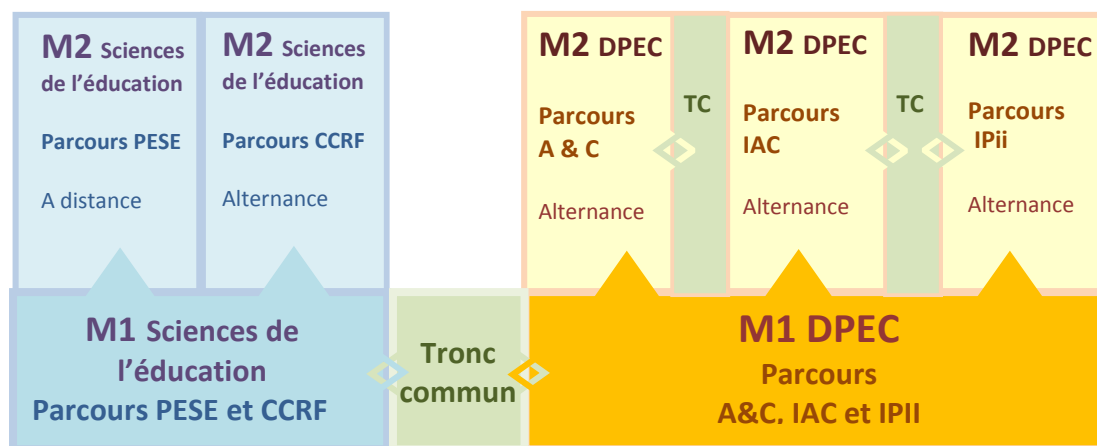 M2 Sciences
de l'éducation
Parcours PESE
A distance
M2 Sciences
de l'éducation
Parcours CCRF
Alternance
M2 DPEC
Parcours
A & C
Alternance
TC
M2 DPEC
Parcours
IAC
Alternance
TC
M2 DPEC
Parcours
IPii
Alternance
M1 Sciences de
l'éducation
Parcours PESE et CCRF
Tronc
commun
M1 DPEC
Parcours
A&C, IAC et IPII